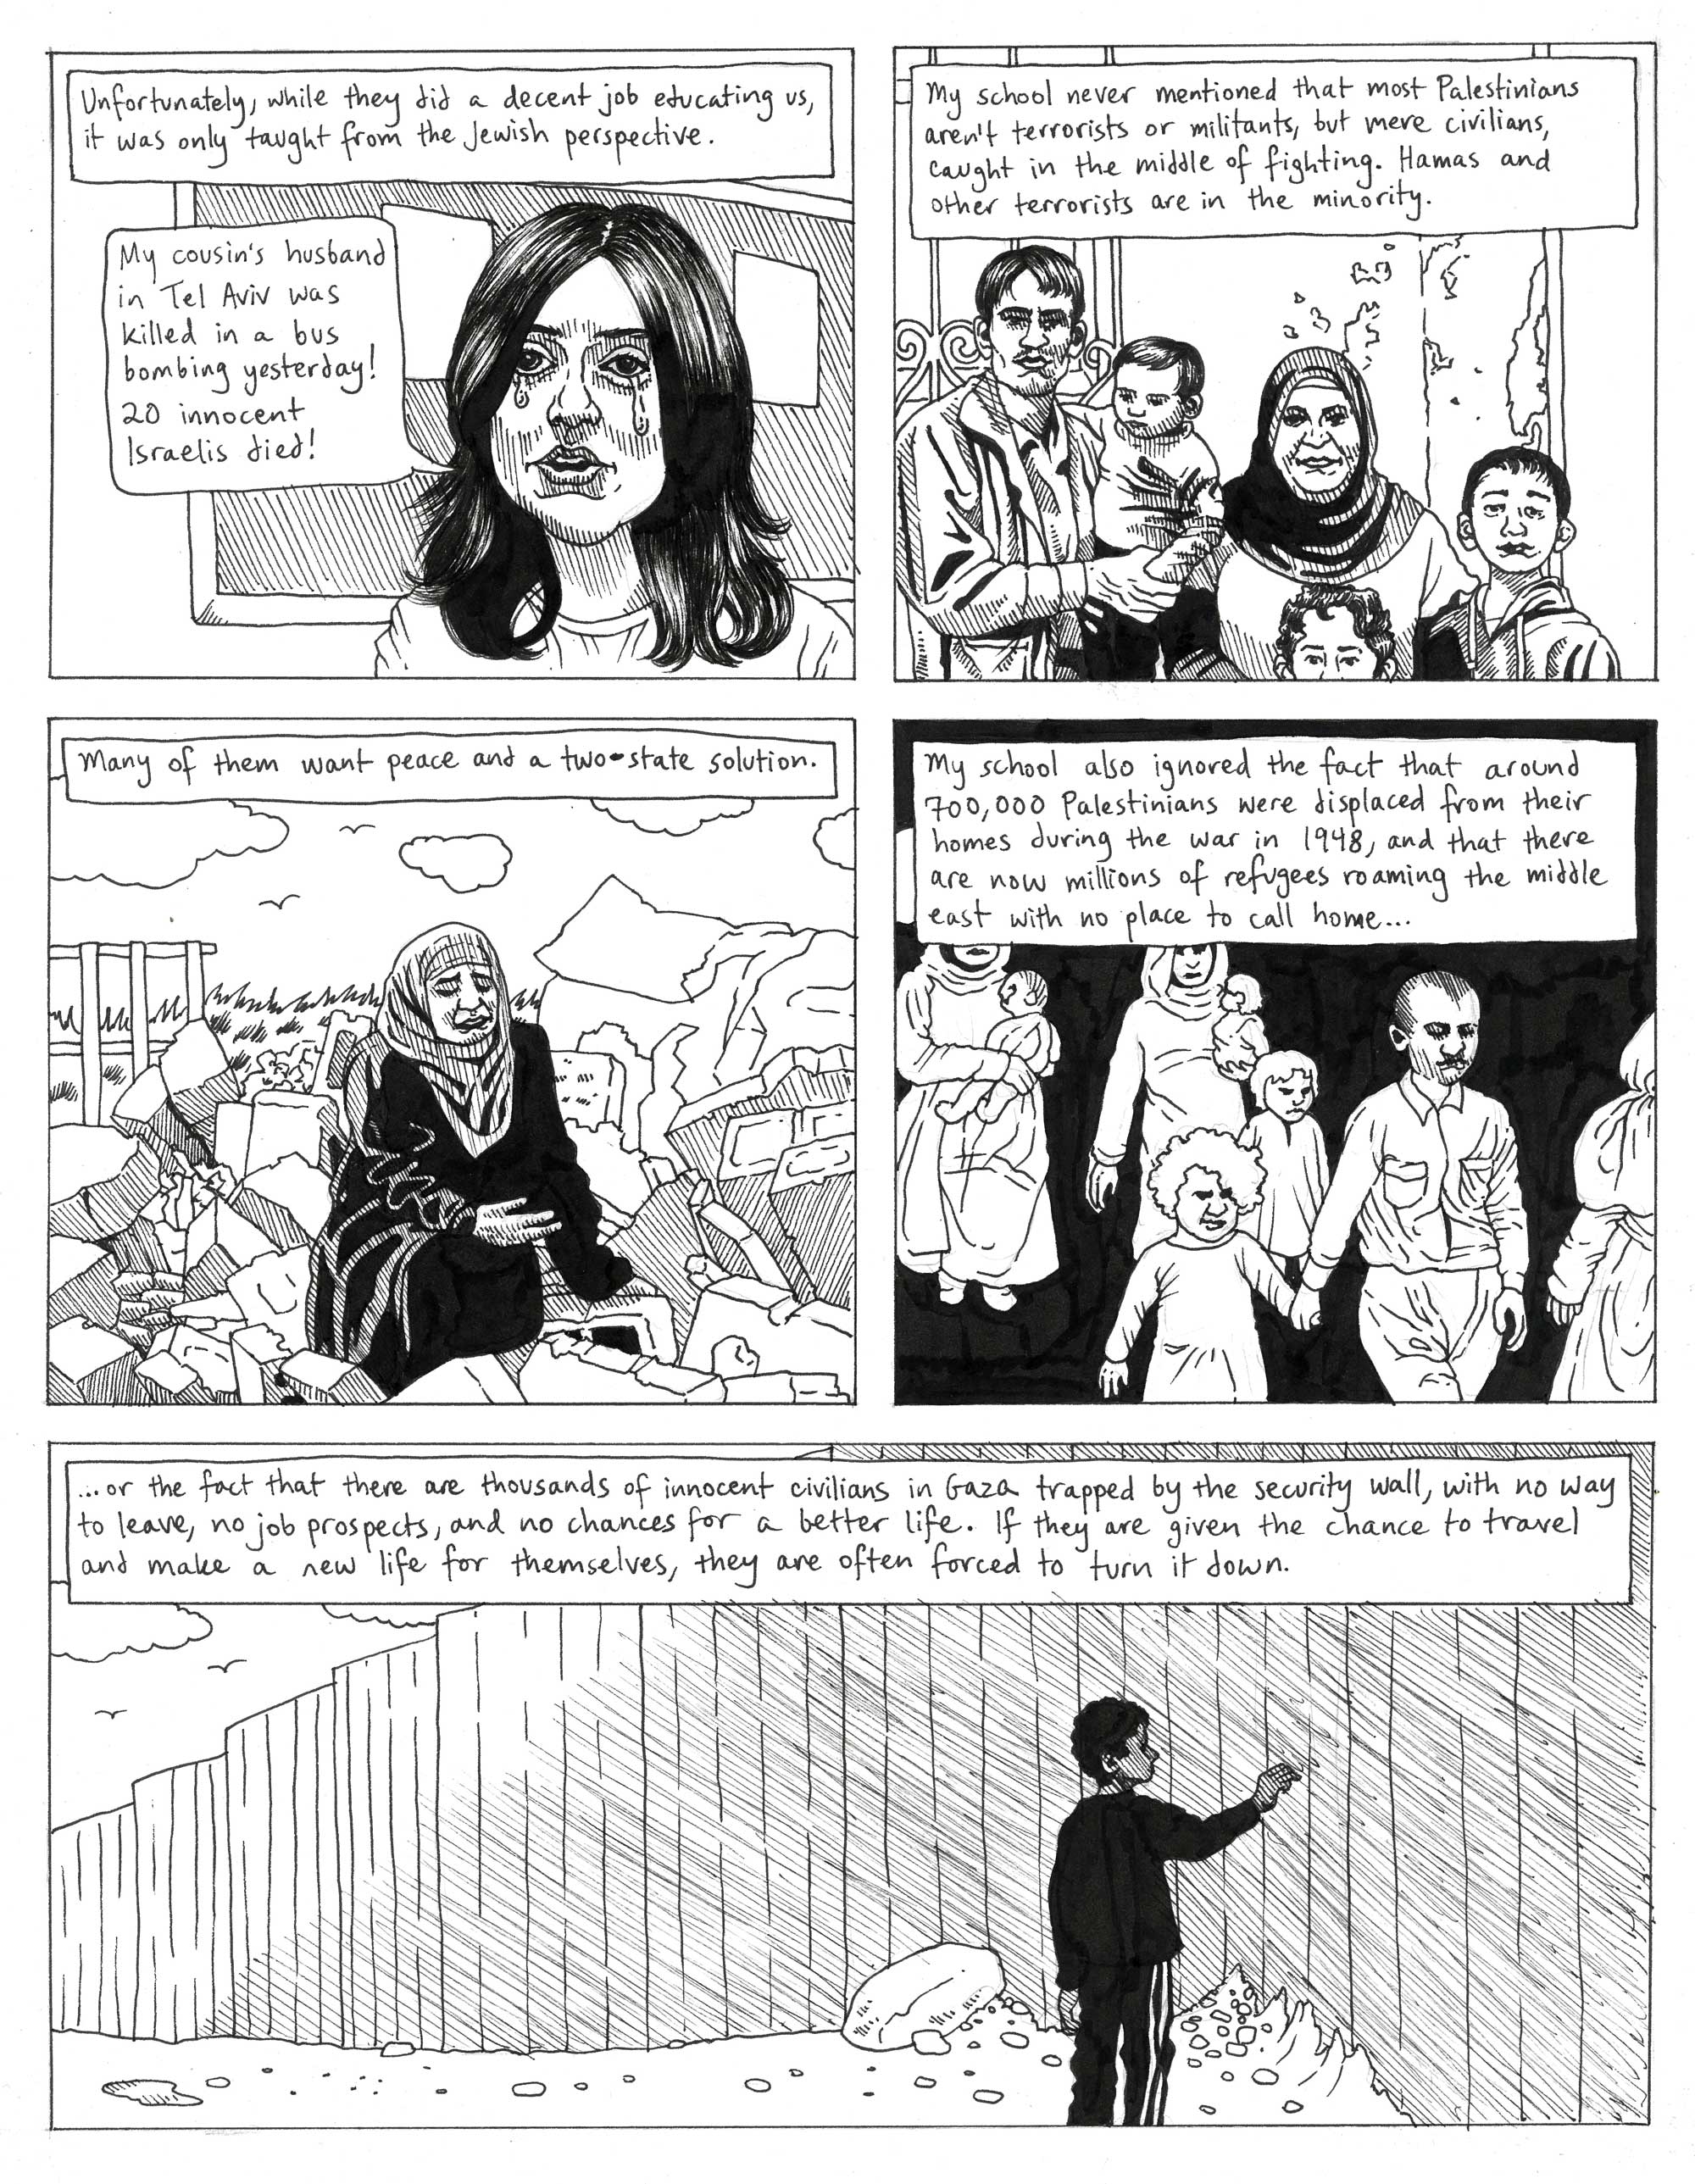 Unfortunately, while they did a decent job educating us,
it was only taught from the Jewish perspective.
My cousin's husband
in Tel Aviv was
killed in a bus
bombing yesterday!
20 innocent
Israelis died!
My school never mentioned that most Palestinians
aren't terrorists or militants, but mere civilians,
caught in the middle of fighting. Hamas and
other terrorists are in the minority.
Many of them want peace and a two-state solution.
My school also ignored the fact that around
700,000 Palestinians were displaced from their
homes during the war in 1948, and that there
are now millions of refugees roaming the middle
east with no place to call home...
...or the fact that there are thousands of innocent civilians in Gaza trapped by the security wall, with no way
to leave, no job prospects, and no chances for a better life. If they are given the chance to travel
and make a new life for themselves, they are often forced to turn it down.